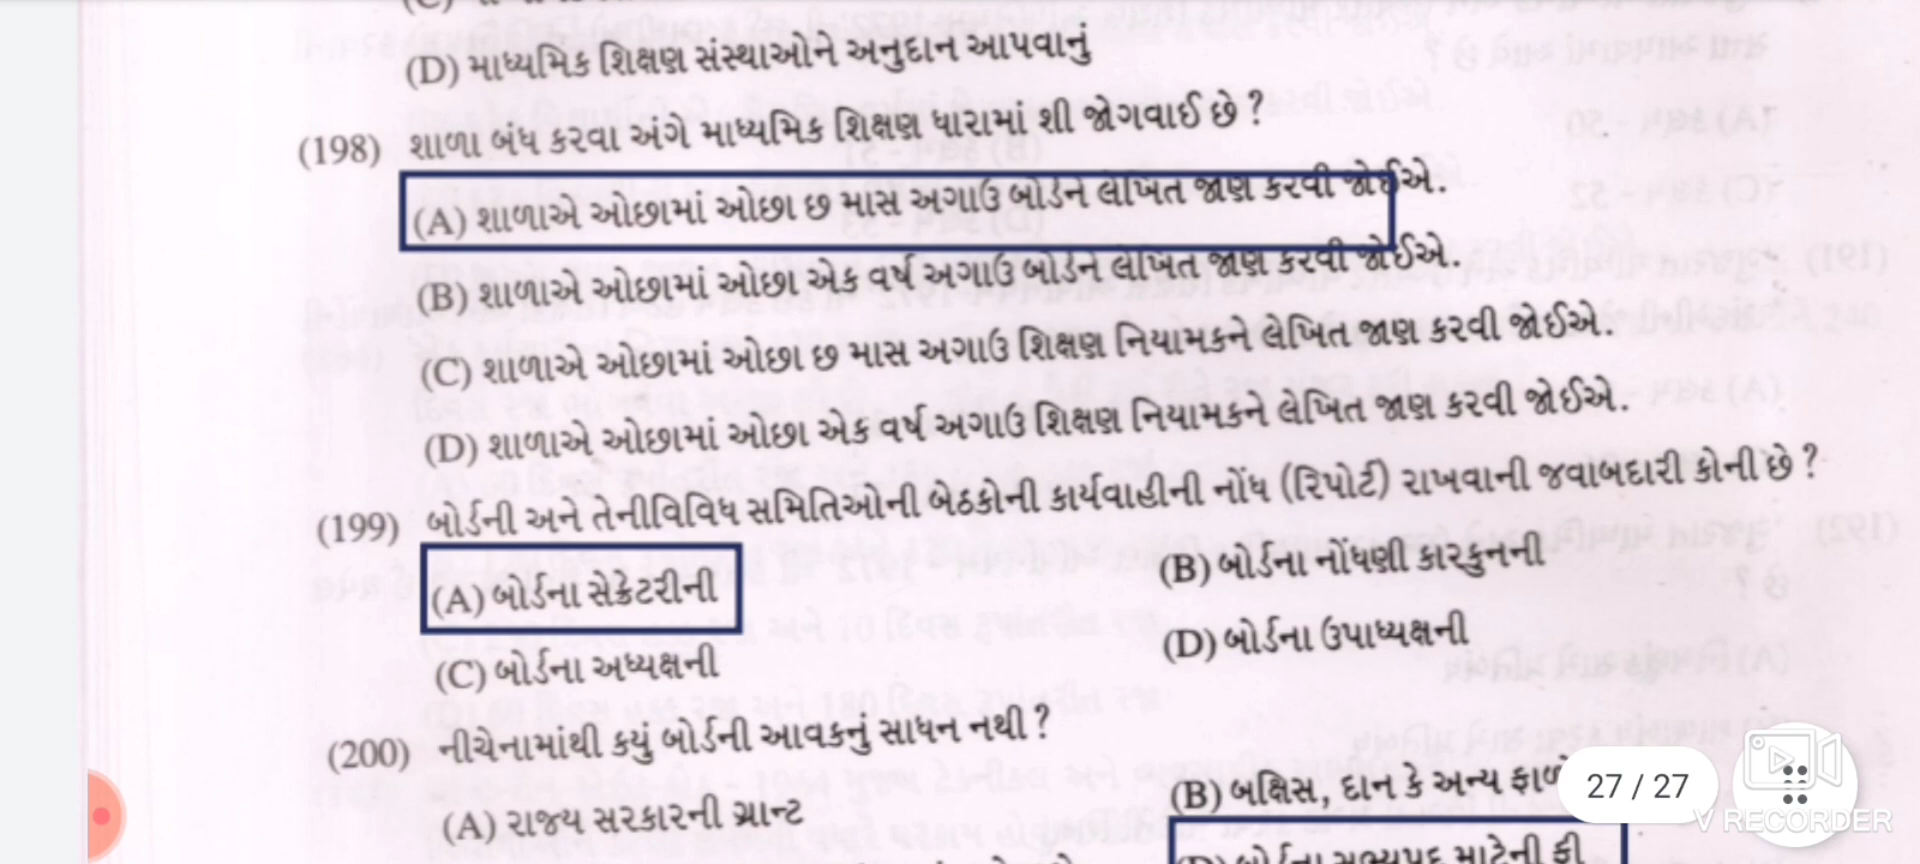 (D) માધ્યમિક શિક્ષણ સંસ્થાઓને અનુદાન આપવાનું
(198) શાળા બંધ કરવા અંગે માધ્યમિક શિક્ષણ ધારામાં શી જોગવાઈ છે ?
(A) શાળાએ ઓછામાં ઓછા છ માસ અગાઉ બોર્ડને લેખિત જાણ કરવી જોઈએ.
(B) શાળાએ ઓછામાં ઓછા એક વર્ષ અગાઉ બોર્ડને લેખિત જાણ કરવી જોઈએ.
(C) શાળાએ ઓછામાં ઓછા છ માસ અગાઉ શિક્ષણ નિયામકને લેખિત જાણ કરવી જોઈએ.
(D) શાળાએ ઓછામાં ઓછા એક વર્ષ અગાઉ શિક્ષણ નિયામકને લેખિત જાણ કરવી જોઈએ.
(199) બોર્ડની અને તેનીવિવિધ સમિતિઓની બેઠકોની કાર્યવાહીની નોંધ (રિપોર્ટ) રાખવાની જવાબદારી કોની છે ?
(A) બોર્ડના સેક્રેટરીની (B) બોર્ડના નોંધણી કારકુનની
(C) બોર્ડના અધ્યક્ષની (D) બોર્ડના ઉપાધ્યક્ષની
(200) નીચેનામાંથી કયું બોર્ડની આવકનું સાધન નથી ?
(A) રાજ્ય સરકારની ગ્રાન્ટ (B) બક્ષિસ, દાન કે અન્ય
(D) બોર્ડના સભ્યપદ માટેની ફી
27 / 27
V RECORDER